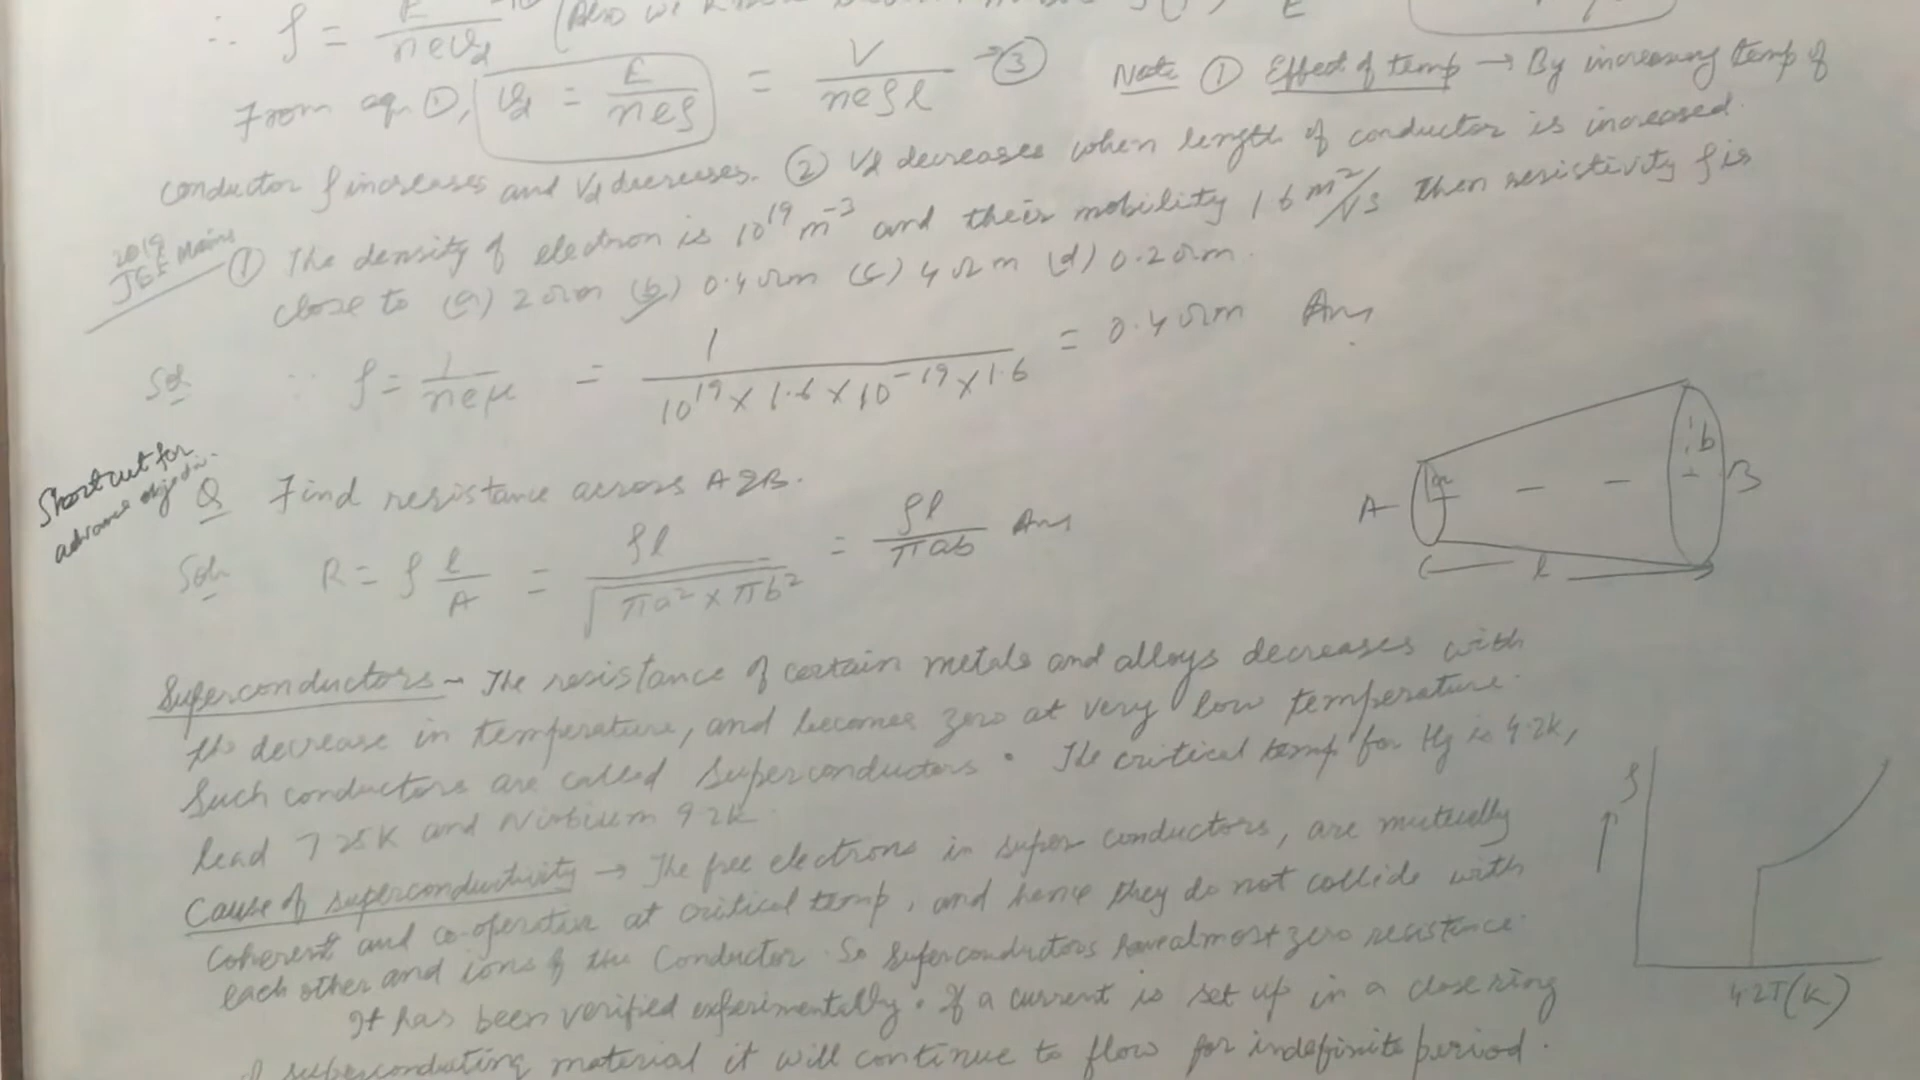 ∴ ρ = E / neVd
From eq ①, Vd = E / neρ = V / neρl → ③ Note ① Effect of temp → By increasing temp of
conductor ρ increases and Vd decreases. ② Vd decreases when length of conductor is increased.
2019 JEE Mains
① The density of electron is 10^19 m^-3 and their mobility 1.6 m^2/Vs then resistivity ρ is
close to (a) 2 Ωm (b) 0.4 Ωm (c) 4 Ωm (d) 0.2 Ωm.
Sol ∵ ρ = 1 / neμ = 1 / 10^19 × 1.6 × 10^-19 × 1.6 = 0.4 Ωm Ans
Shortcut for
advance
Q Find resistance across A & B.
Soln R = ρ l / A = ρl / √πa² × πb² = ρl / πab Ans
A a b B
l
Superconductors - The resistance of certain metals and alloys decreases with
the decrease in temperature, and becomes zero at very low temperature.
Such conductors are called superconductors. The critical temp for Hg is 4.2K,
lead 7.25K and Niobium 9.2K
Cause of superconductivity → The free electrons in super conductors, are mutually
coherent and co-operative at critical temp, and hence they do not collide with
each other and ions of the conductor. So superconductors have almost zero resistance.
It has been verified experimentally. If a current is set up in a close ring
of superconducting material it will continue to flow for indefinite period.
ρ
4.2 T(K)